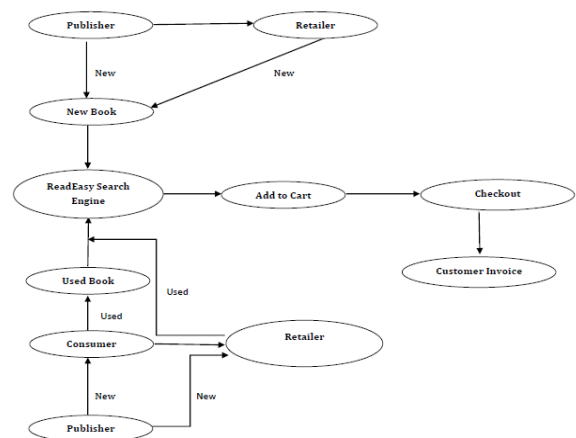 Publisher
Retailer
New
New
New Book
ReadEasy Search
Engine
Add to Cart
Checkout
Customer Invoice
Used Book
Used
Used
Consumer
Retailer
New
New
Publisher